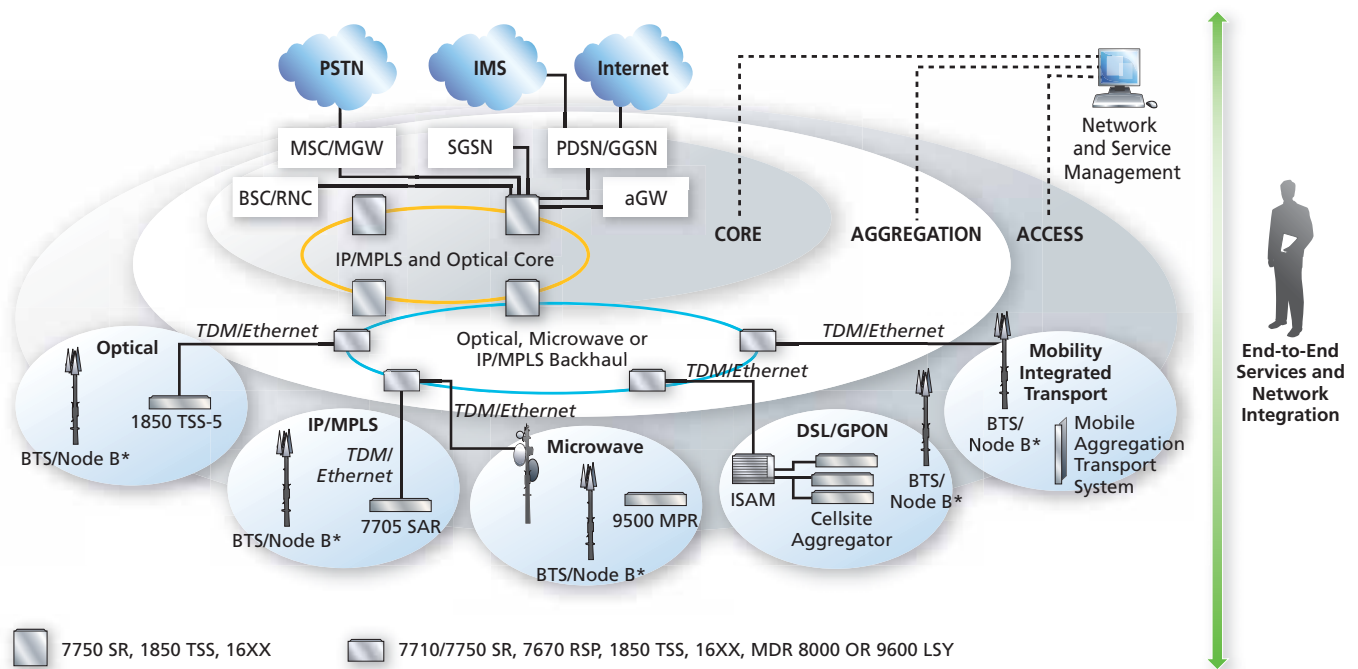 PSTN
IMS
Internet
MSC/MGW
SGSN
PDSN/GGSN
BSC/RNC
aGW
Network
and Service
Management
CORE
AGGREGATION
ACCESS
IP/MPLS and Optical Core
TDM/Ethernet
Optical, Microwave or
IP/MPLS Backhaul
TDM/Ethernet
TDM/Ethernet
TDM/Ethernet
Optical
1850 TSS-5
BTS/Node B*
IP/MPLS
TDM/
Ethernet
7705 SAR
BTS/Node B*
Microwave
9500 MPR
BTS/Node B*
DSL/GPON
ISAM
Cellsite
Aggregator
BTS/
Node B*
Mobility
Integrated
Transport
BTS/
Node B*
Mobile
Aggregation
Transport
System
End-to-End
Services and
Network
Integration
7750 SR, 1850 TSS, 16XX
7710/7750 SR, 7670 RSP, 1850 TSS, 16XX, MDR 8000 OR 9600 LSY